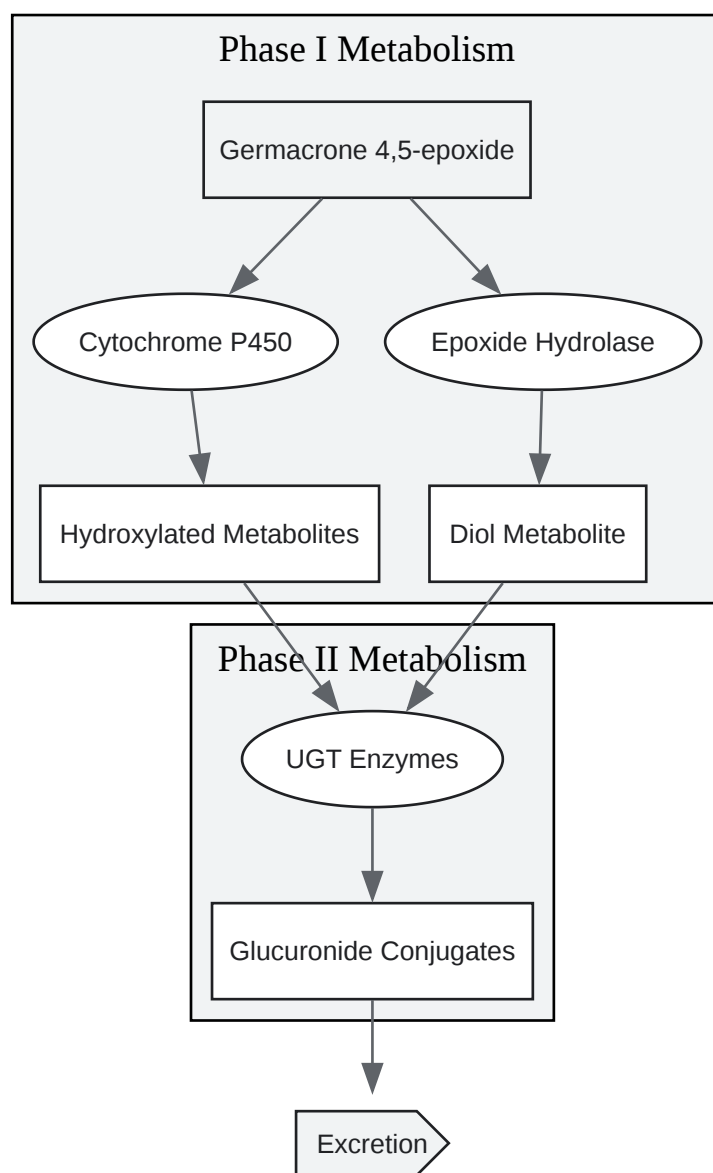 Phase I Metabolism
Germacrone 4,5-epoxide
Cytochrome P450
Epoxide Hydrolase
Hydroxylated Metabolites
Diol Metabolite
Phase II Metabolism
UGT Enzymes
Glucuronide Conjugates
Excretion